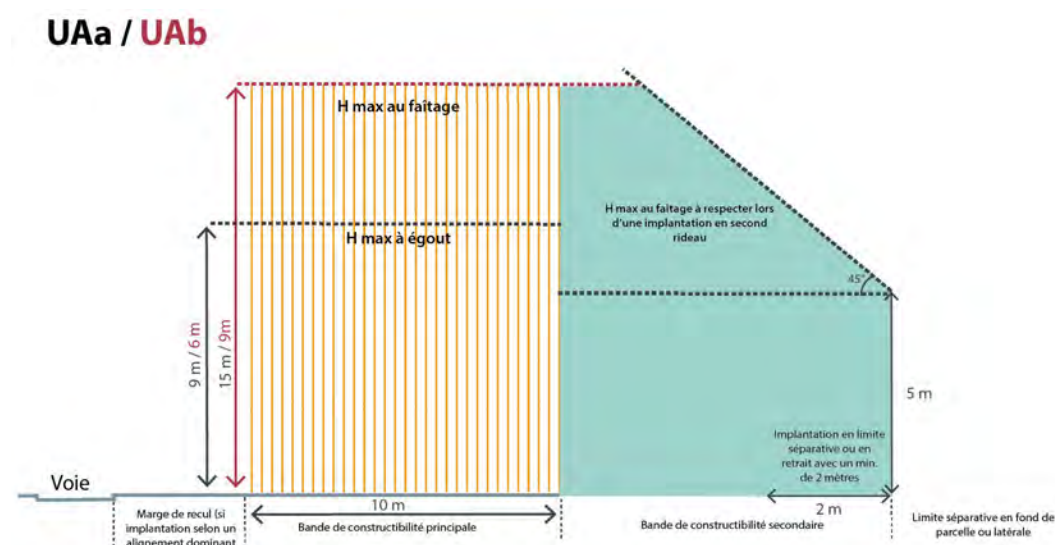 UAa / UAb
H max au faîtage
H max à égout
9 m / 6 m
15 m / 9m
H max au faitage à respecter lors
d'une implantation en second
rideau
45°
5 m
Implantation en limite
séparative ou en
retrait avec un min.
de 2 mètres
Voie
10 m
2 m
Marge de recul (si
implantation selon un
alignement dominant
Bande de constructibilité principale
Bande de constructibilité secondaire
Limite séparative en fond de
parcelle ou latérale